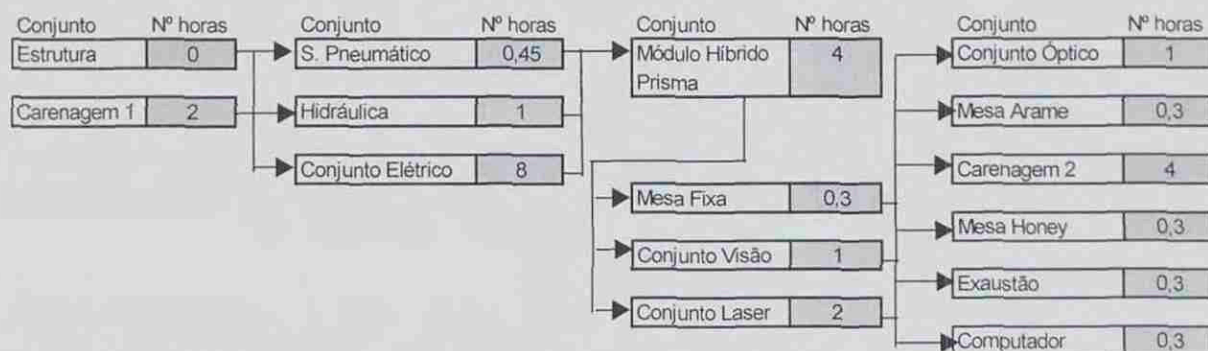 Conjunto Nº horas
Estrutura 0
Carenagem 1 2
Conjunto Nº horas
S. Pneumático 0,45
Hidráulica 1
Conjunto Elétrico 8
Conjunto Nº horas
Módulo Híbrido 4
Prisma
Mesa Fixa 0,3
Conjunto Visão 1
Conjunto Laser 2
Conjunto Nº horas
Conjunto Óptico 1
Mesa Arame 0,3
Carenagem 2 4
Mesa Honey 0,3
Exaustão 0,3
Computador 0,3